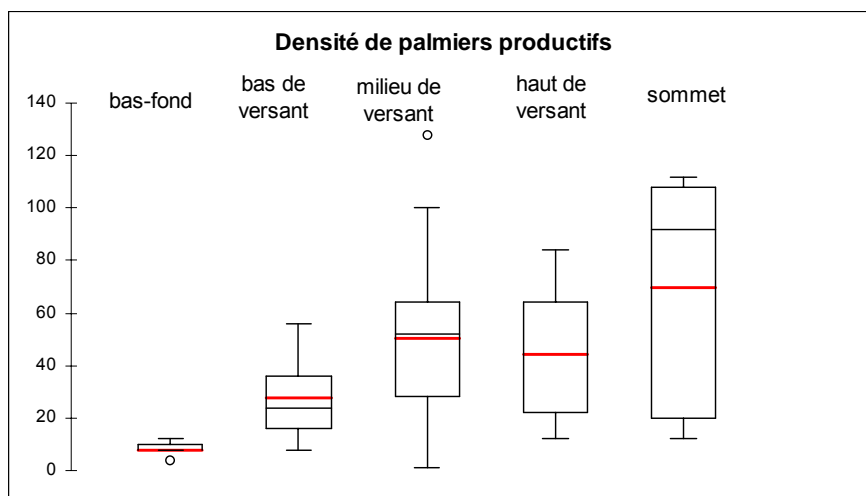 Densité de palmiers productifs
bas-fond
bas de
versant
milieu de
versant
haut de
versant
sommet
140
120
100
80
60
40
20
0